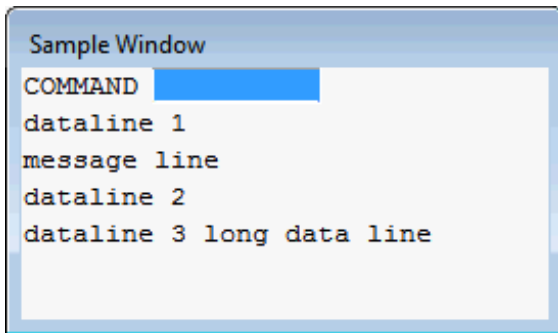 Sample Window
COMMAND
dataline 1
message line
dataline 2
dataline 3 long data line